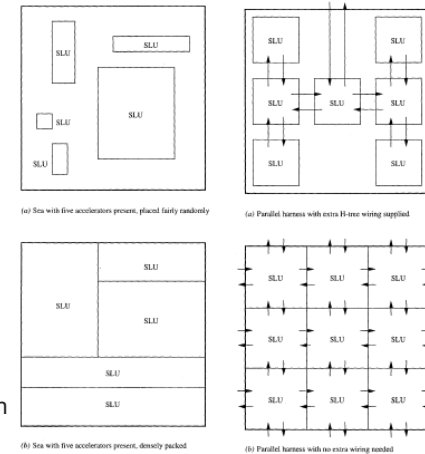 SLU
SLU
SLU
SLU
SLU
(a) Sea with five accelerators present, placed fairly randomly
SLU SLU
SLU SLU SLU
SLU SLU
(a) Parallel harness with extra H-tree wiring supplied
SLU
SLU
SLU
SLU
SLU
n
(b) Sea with five accelerators present, densely packed
SLU SLU SLU
SLU SLU SLU
SLU SLU SLU
(b) Parallel harness with no extra wiring needed